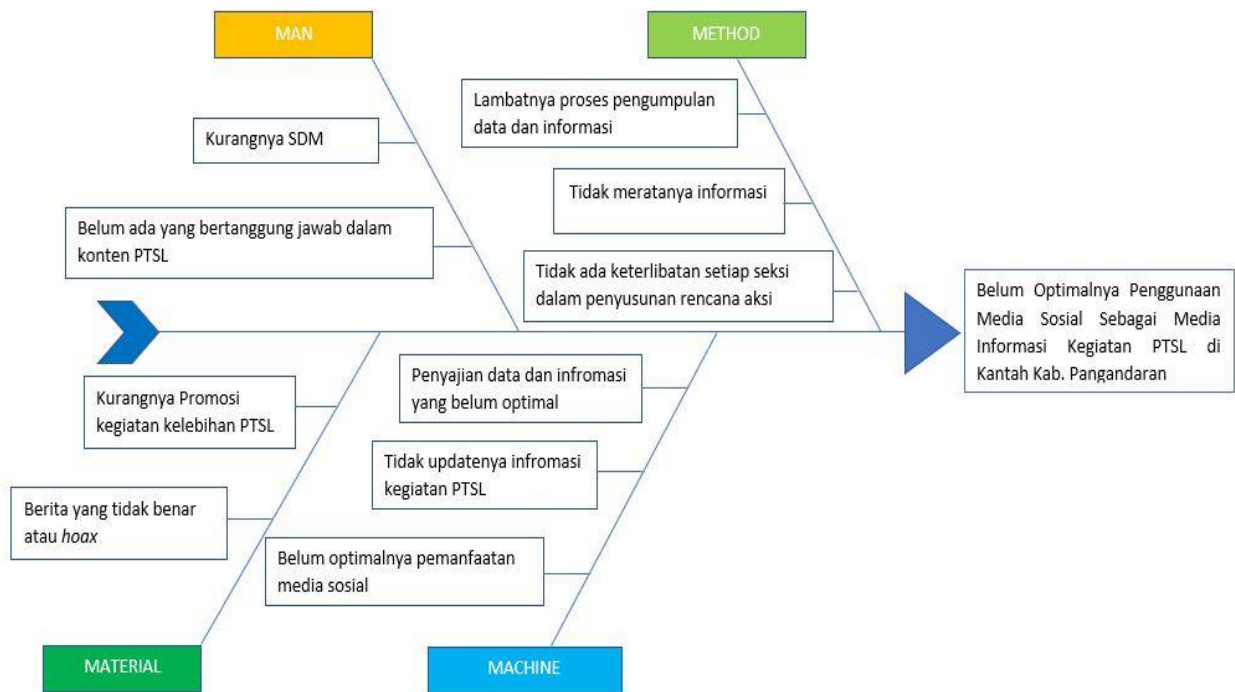 MAN
METHOD
Lambatnya proses pengumpulan
data dan informasi
Kurangnya SDM
Tidak meratanya informasi
Belum ada yang bertanggung jawab dalam
konten PTSL
Tidak ada keterlibatan setiap seksi
dalam penyusunan rencana aksi
Belum Optimalnya Penggunaan
Media Sosial Sebagai Media
Informasi Kegiatan PTSL di
Kantah Kab. Pangandaran
Kurangnya Promosi
kegiatan kelebihan PTSL
Penyajian data dan infromasi
yang belum optimal
Tidak updatenya infromasi
kegiatan PTSL
Berita yang tidak benar
atau hoax
Belum optimalnya pemanfaatan
media sosial
MATERIAL
MACHINE